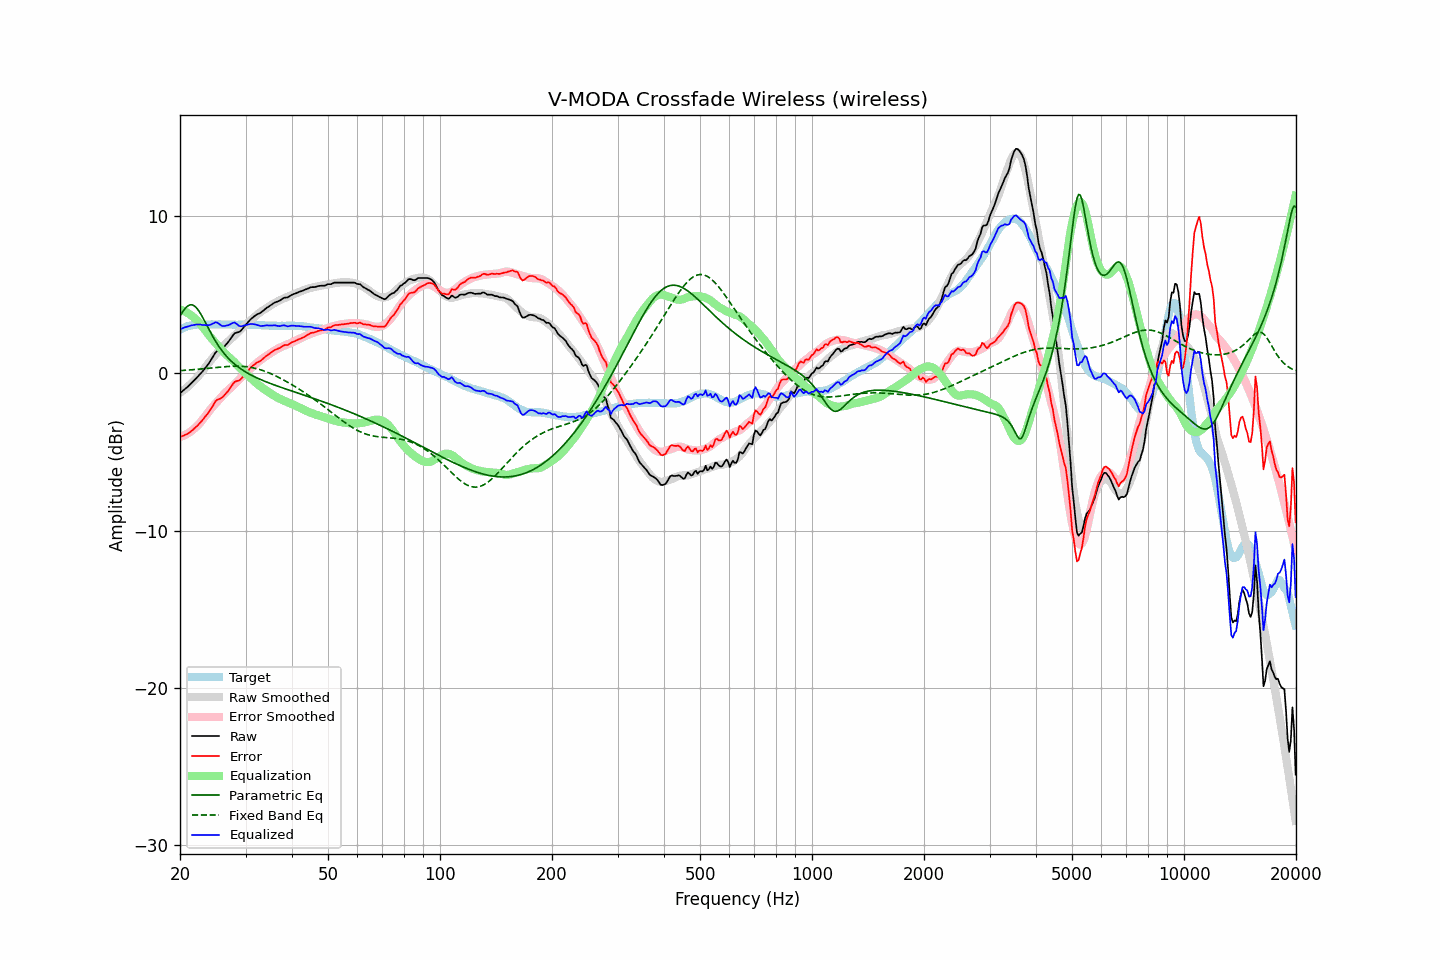 V-MODA Crossfade Wireless (wireless)
Amplitude (dBr)
10
0
−10
−20
−30
Target
Raw Smoothed
Error Smoothed
Raw
Error
Equalization
Parametric Eq
Fixed Band Eq
Equalized
20 50 100 200 500 1000 2000 5000 10000 20000
Frequency (Hz)